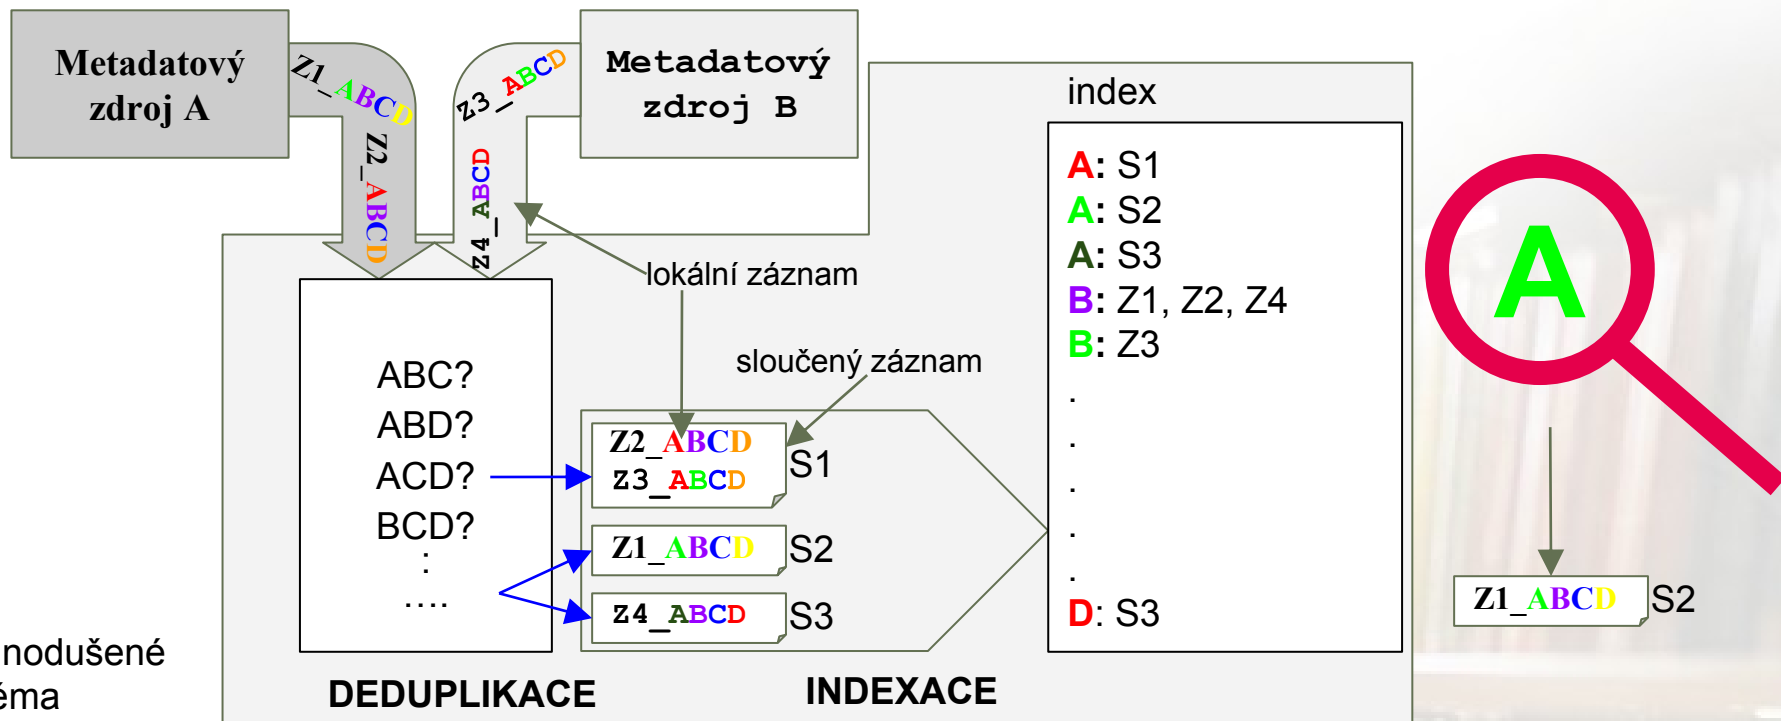 Metadatový
zdroj A
Z1_ABCD
Z2_ABCD
Metadatový
zdroj B
Z3_ABCD
Z4_ABCD
lokální záznam
sloučený záznam
ABC?
ABD?
ACD?
BCD?
:
....
Z2_ABCD
Z3_ABCD
S1
Z1_ABCD
S2
Z4_ABCD
S3
DEDUPLIKACE
INDEXACE
index
A: S1
A: S2
A: S3
B: Z1, Z2, Z4
B: Z3
.
.
.
.
.
D: S3
A
Z1_ABCD
S2
nodušené
éma